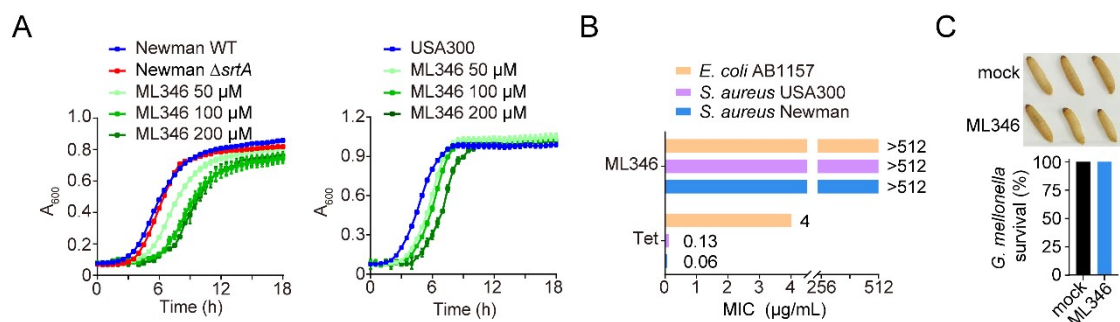 A
Newman WT
Newman ΔsrtA
ML346 50 μM
ML346 100 μM
ML346 200 μM
A600
1.0
0.8
0.6
0.4
0.2
0
0 6 12 18
Time (h)
USA300
ML346 50 μM
ML346 100 μM
ML346 200 μM
A600
1.2
0.9
0.6
0.3
0
0 6 12 18
Time (h)
B
E. coli AB1157
S. aureus USA300
S. aureus Newman
ML346
>512
>512
>512
Tet
4
0.13
0.06
0 1 2 3 4 256 512
MIC (μg/mL)
C
mock
ML346
G. mellonella
survival (%)
100
75
50
25
0
mock
ML346